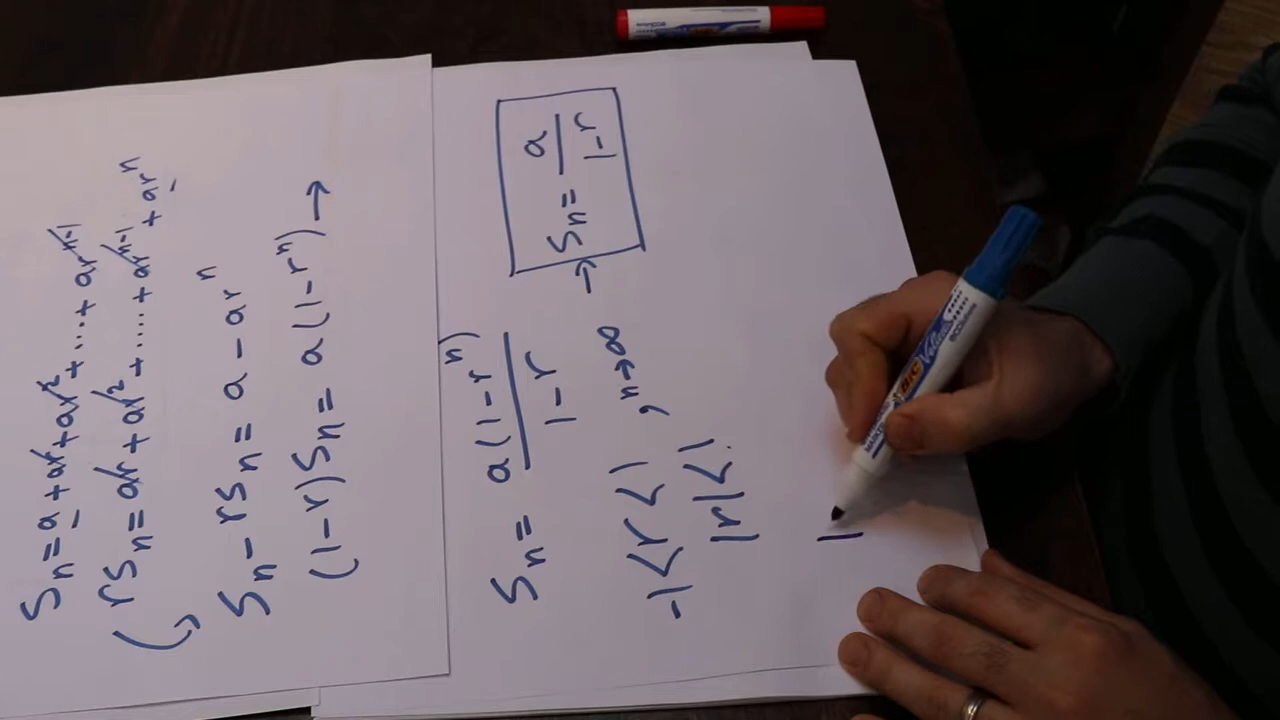 Sn = a + ar + ar² + ... + arⁿ⁻¹
rSn = ar + ar² + .... + arⁿ⁻¹ + arⁿ
Sn - rSn = a - arⁿ
(1-r)Sn = a(1-rⁿ) →
Sn = a(1-rⁿ) / 1-r
→ Sn = a / 1-r
-1<r<1, n→∞
|r|<1.
|
BIC Velleda